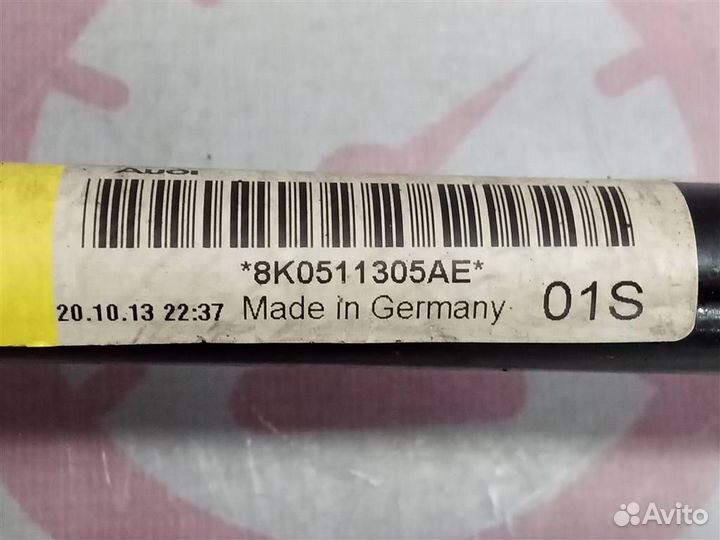 Audi
*8K0511305AE*
20.10.13 22:37 Made in Germany 01S
Avito